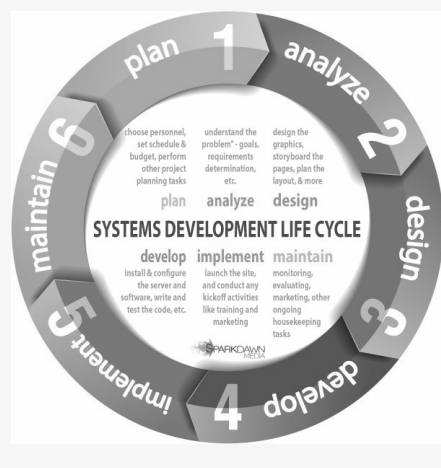 plan 1
analyze 2
design 3
develop 4
implement 5
maintain 6
choose personnel,
set schedule &
budget, perform
other project
planning tasks
plan
understand the
problem" - goals,
requirements
determination,
etc.
analyze
design the
graphics,
storyboard the
pages, plan the
layout, & more
design
SYSTEMS DEVELOPMENT LIFE CYCLE
develop
install & configure
the server and
software, write and
test the code, etc.
implement
launch the site,
and conduct any
kickoff activities
like training and
marketing
maintain
monitoring,
evaluating,
marketing, other
ongoing
housekeeping
tasks
SPARKDAWN
MEDIA